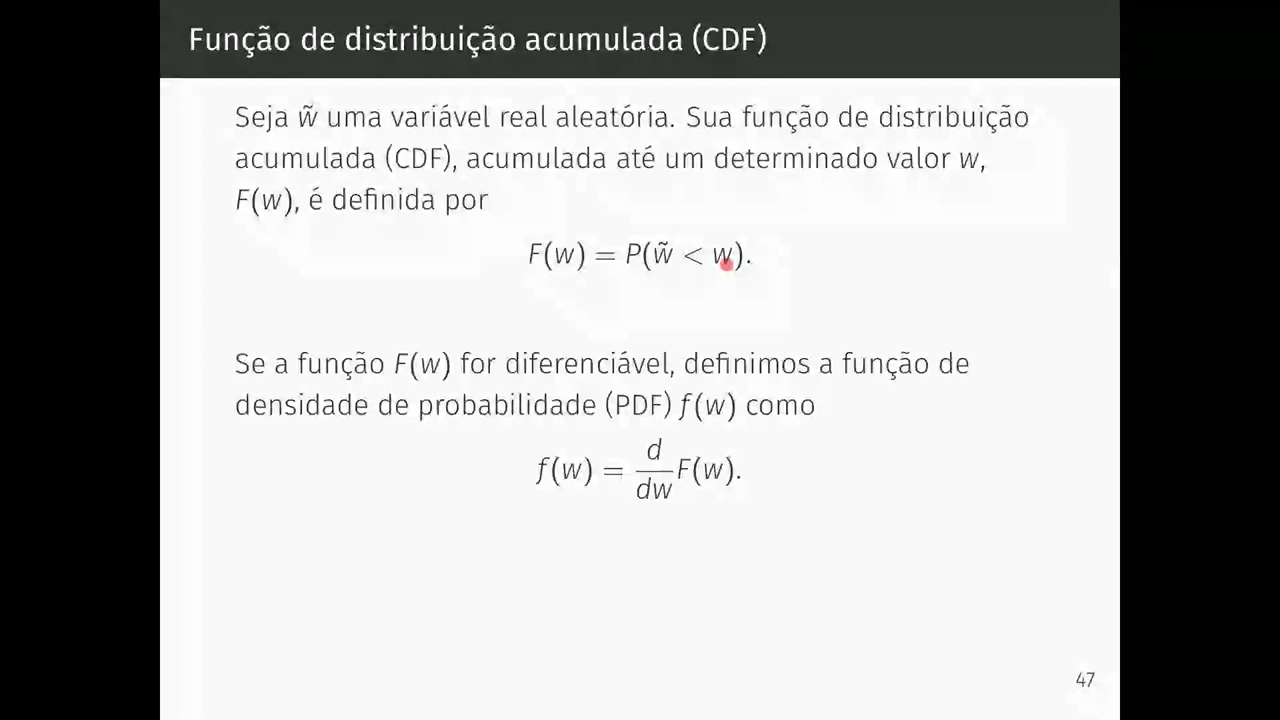 Função de distribuição acumulada (CDF)
Seja w̃ uma variável real aleatória. Sua função de distribuição
acumulada (CDF), acumulada até um determinado valor w,
F(w), é definida por
F(w) = P(w̃ < w).
Se a função F(w) for diferenciável, definimos a função de
densidade de probabilidade (PDF) f(w) como
f(w) = d/dw F(w).
47